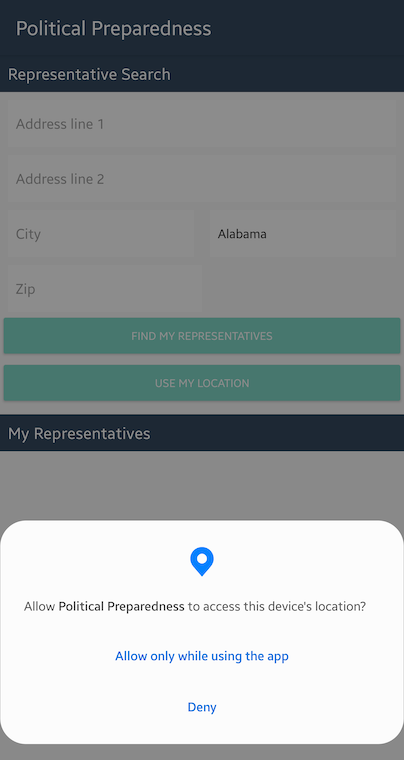 Political Preparedness
Representative Search
Address line 1
Address line 2
City
Alabama
Zip
FIND MY REPRESENTATIVES
USE MY LOCATION
My Representatives
Allow Political Preparedness to access this device's location?
Allow only while using the app
Deny